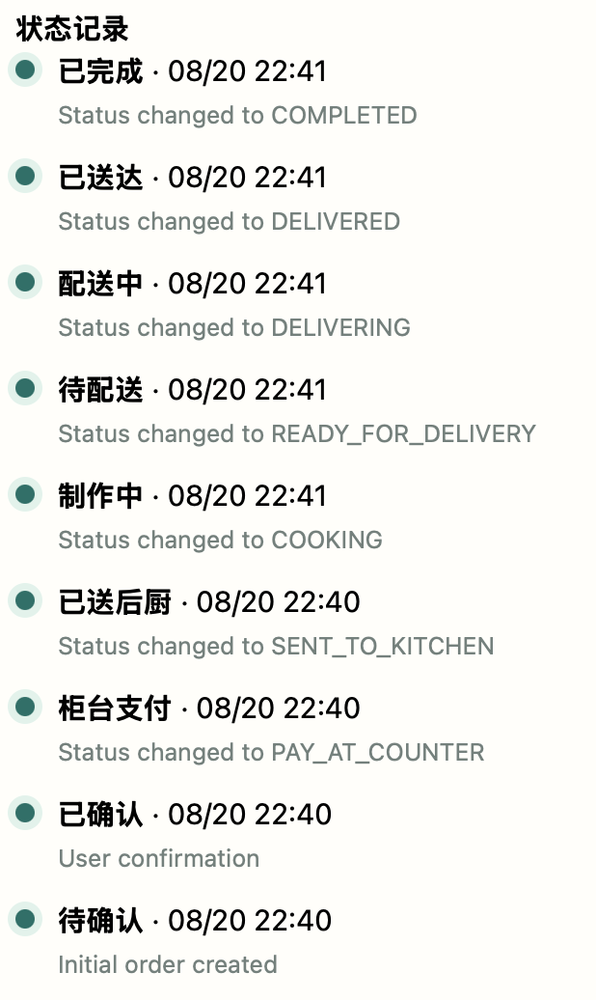 状态记录
已完成 · 08/20 22:41
Status changed to COMPLETED
已送达 · 08/20 22:41
Status changed to DELIVERED
配送中 · 08/20 22:41
Status changed to DELIVERING
待配送 · 08/20 22:41
Status changed to READY_FOR_DELIVERY
制作中 · 08/20 22:41
Status changed to COOKING
已送后厨 · 08/20 22:40
Status changed to SENT_TO_KITCHEN
柜台支付 · 08/20 22:40
Status changed to PAY_AT_COUNTER
已确认 · 08/20 22:40
User confirmation
待确认 · 08/20 22:40
Initial order created